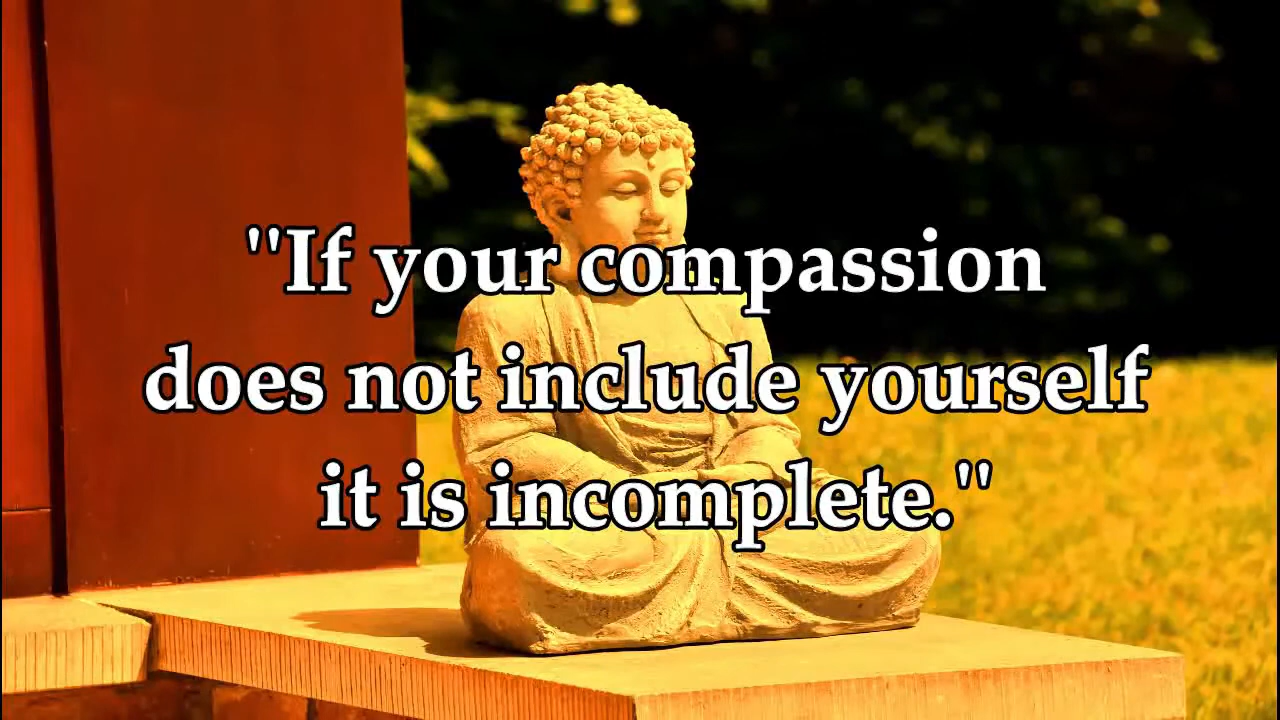 "If your compassion
does not include yourself
it is incomplete."